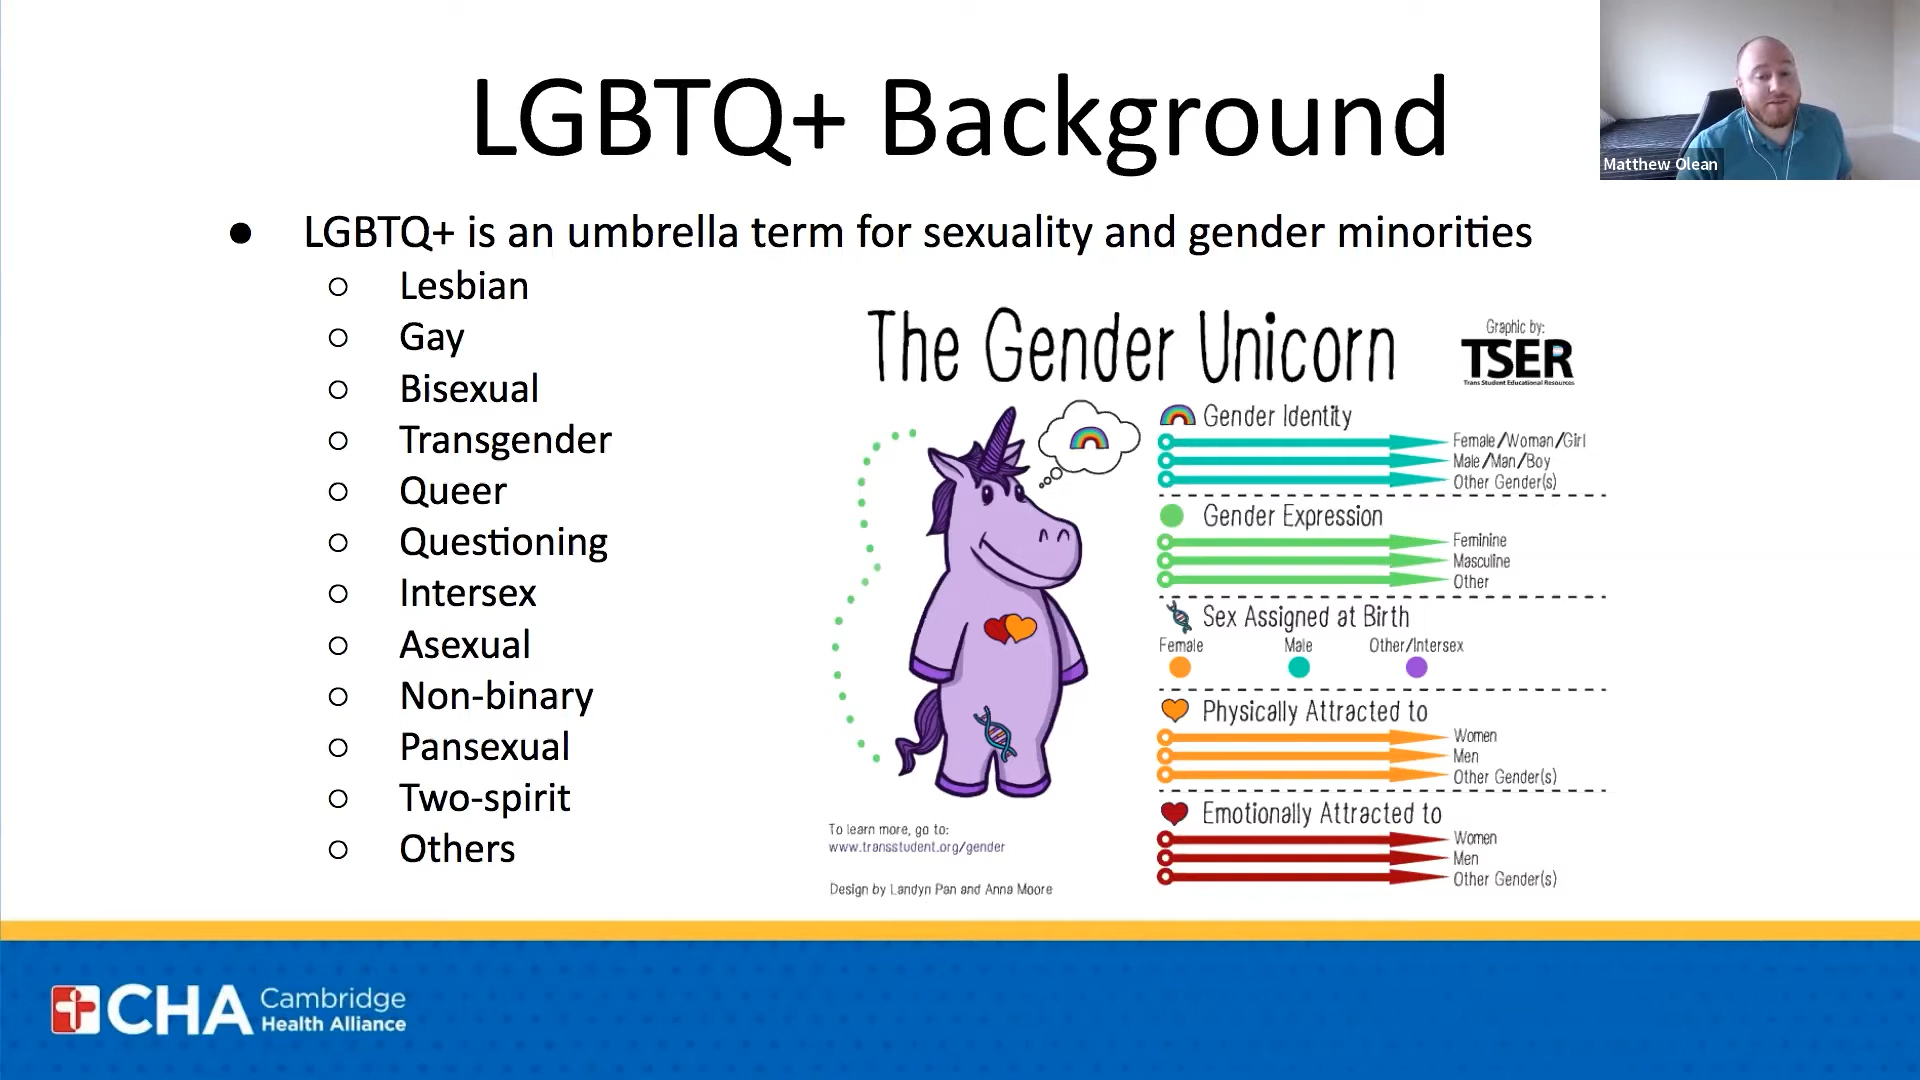 LGBTQ+ Background
Matthew Olean
● LGBTQ+ is an umbrella term for sexuality and gender minorities
○ Lesbian
○ Gay
○ Bisexual
○ Transgender
○ Queer
○ Questioning
○ Intersex
○ Asexual
○ Non-binary
○ Pansexual
○ Two-spirit
○ Others
The Gender Unicorn
Graphic by:
TSER
Trans Student Educational Resources
Gender Identity
Female/Woman/Girl
Male/Man/Boy
Other Gender(s)
Gender Expression
Feminine
Masculine
Other
Sex Assigned at Birth
Female Male Other/Intersex
Physically Attracted to
Women
Men
Other Gender(s)
Emotionally Attracted to
Women
Men
Other Gender(s)
To learn more, go to:
www.transstudent.org/gender
Design by Landyn Pan and Anna Moore
CHA Cambridge
Health Alliance